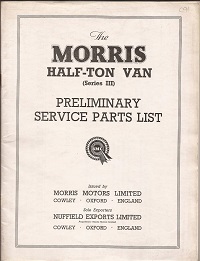 The
MORRIS
HALF-TON VAN
(Series III)
PRELIMINARY
SERVICE PARTS LIST
Issued by
MORRIS MOTORS LIMITED
COWLEY · OXFORD · ENGLAND
Sole Exporters
NUFFIELD EXPORTS LIMITED
COWLEY · OXFORD · ENGLAND